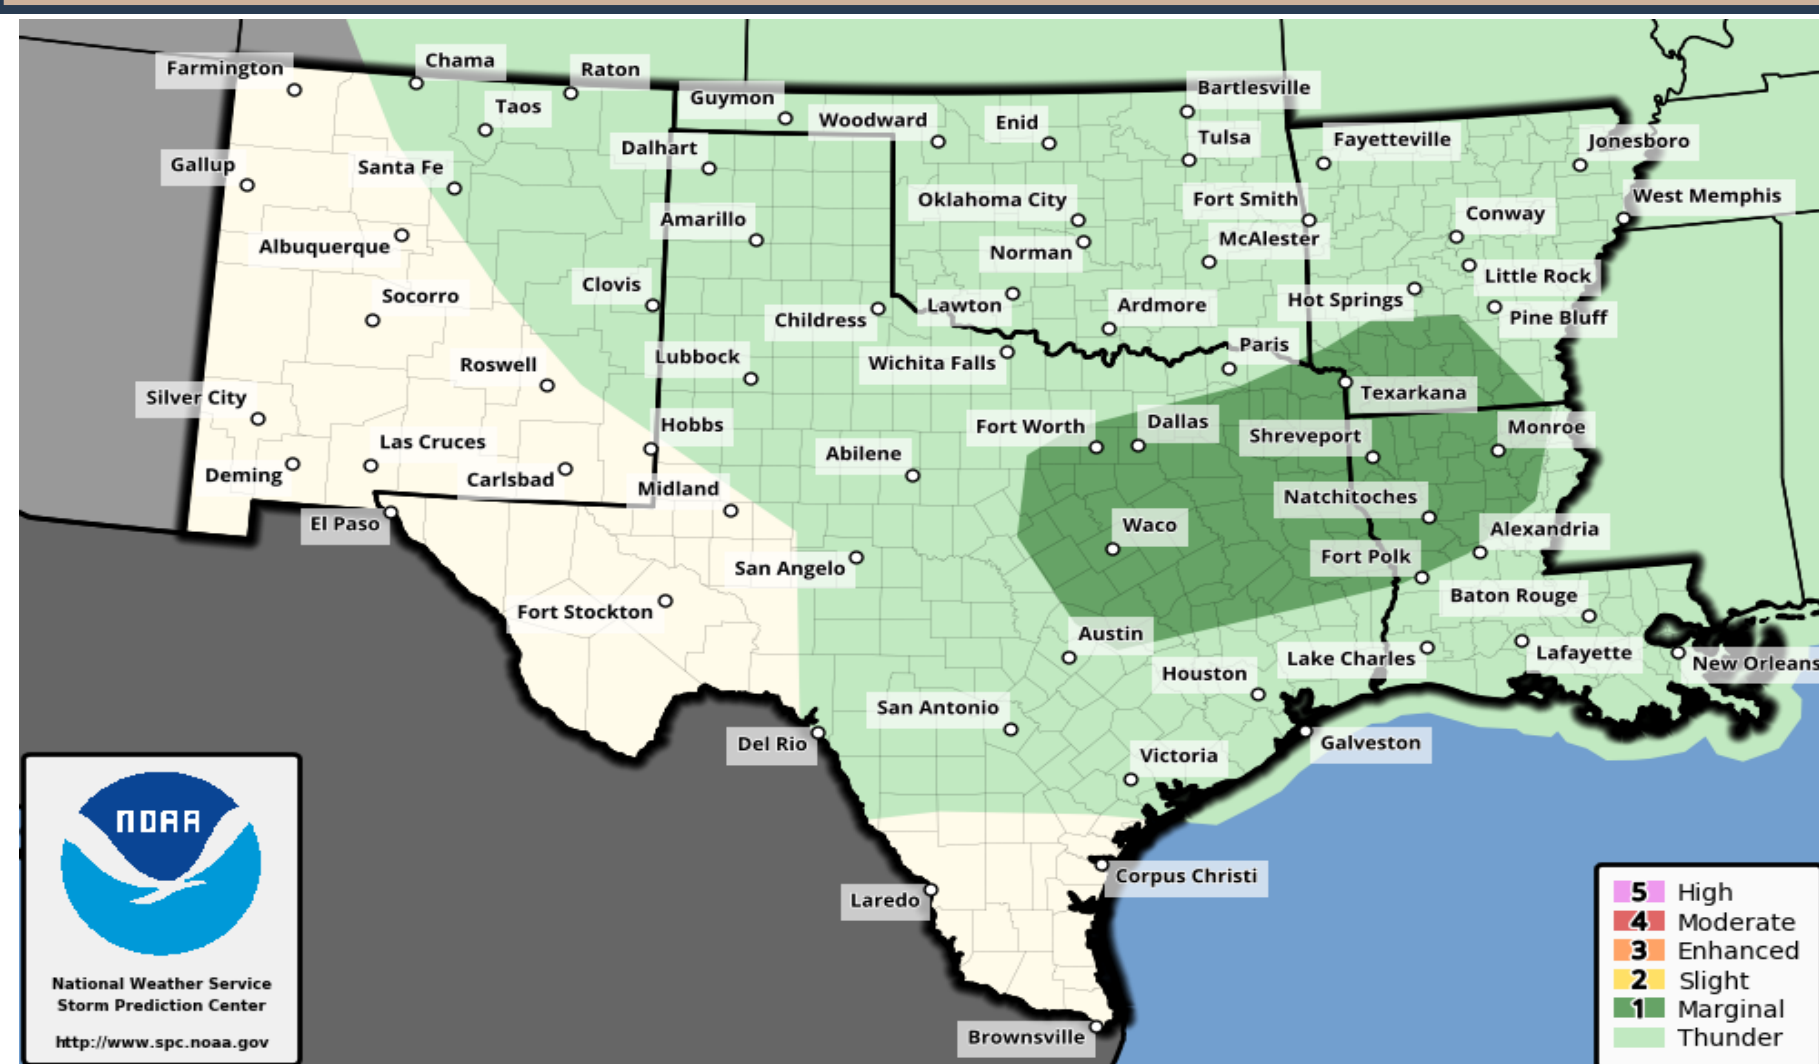 Farmington
Chama
Raton
Taos
Guymon
Woodward
Enid
Bartlesville
Tulsa
Fayetteville
Jonesboro
Gallup
Santa Fe
Dalhart
Oklahoma City
Fort Smith
Conway
West Memphis
Albuquerque
Amarillo
Norman
McAlester
Little Rock
Socorro
Clovis
Childress
Lawton
Ardmore
Hot Springs
Pine Bluff
Roswell
Lubbock
Wichita Falls
Paris
Texarkana
Silver City
Las Cruces
Hobbs
Abilene
Fort Worth
Dallas
Shreveport
Monroe
Deming
Carlsbad
Midland
Natchitoches
El Paso
Waco
Alexandria
San Angelo
Fort Polk
Fort Stockton
Baton Rouge
Austin
Houston
Lake Charles
Lafayette
New Orleans
San Antonio
Del Rio
Victoria
Galveston
Corpus Christi
Laredo
Brownsville
NOAA
National Weather Service
Storm Prediction Center
http://www.spc.noaa.gov
5 High
4 Moderate
3 Enhanced
2 Slight
1 Marginal
Thunder